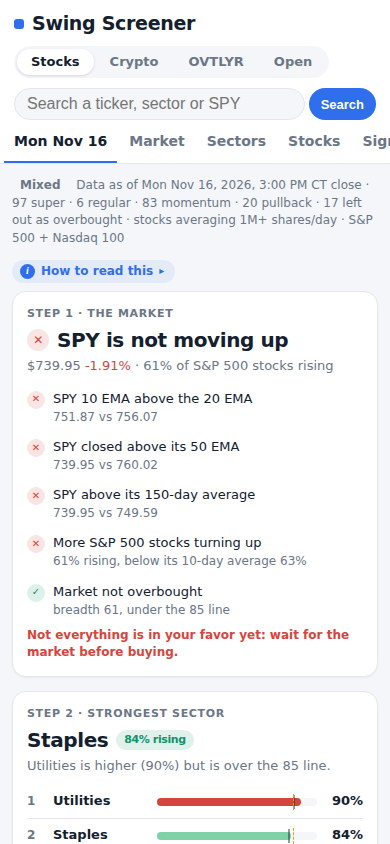 Swing Screener
Stocks Crypto OVTLYR Open
Search a ticker, sector or SPY Search
Mon Nov 16 Market Sectors Stocks
Mixed Data as of Mon Nov 16, 2026, 3:00 PM CT close ·
97 super · 6 regular · 83 momentum · 20 pullback · 17 left
out as overbought · stocks averaging 1M+ shares/day · S&P
500 + Nasdaq 100
i How to read this ▸
STEP 1 · THE MARKET
✕ SPY is not moving up
$739.95 -1.91% · 61% of S&P 500 stocks rising
✕ SPY 10 EMA above the 20 EMA
751.87 vs 756.07
✕ SPY closed above its 50 EMA
739.95 vs 760.02
✕ SPY above its 150-day average
739.95 vs 749.59
✕ More S&P 500 stocks turning up
61% rising, below its 10-day average 63%
✓ Market not overbought
breadth 61, under the 85 line
Not everything is in your favor yet: wait for the
market before buying.
STEP 2 · STRONGEST SECTOR
Staples 84% rising
Utilities is higher (90%) but is over the 85 line.
1 Utilities 90%
2 Staples 84%